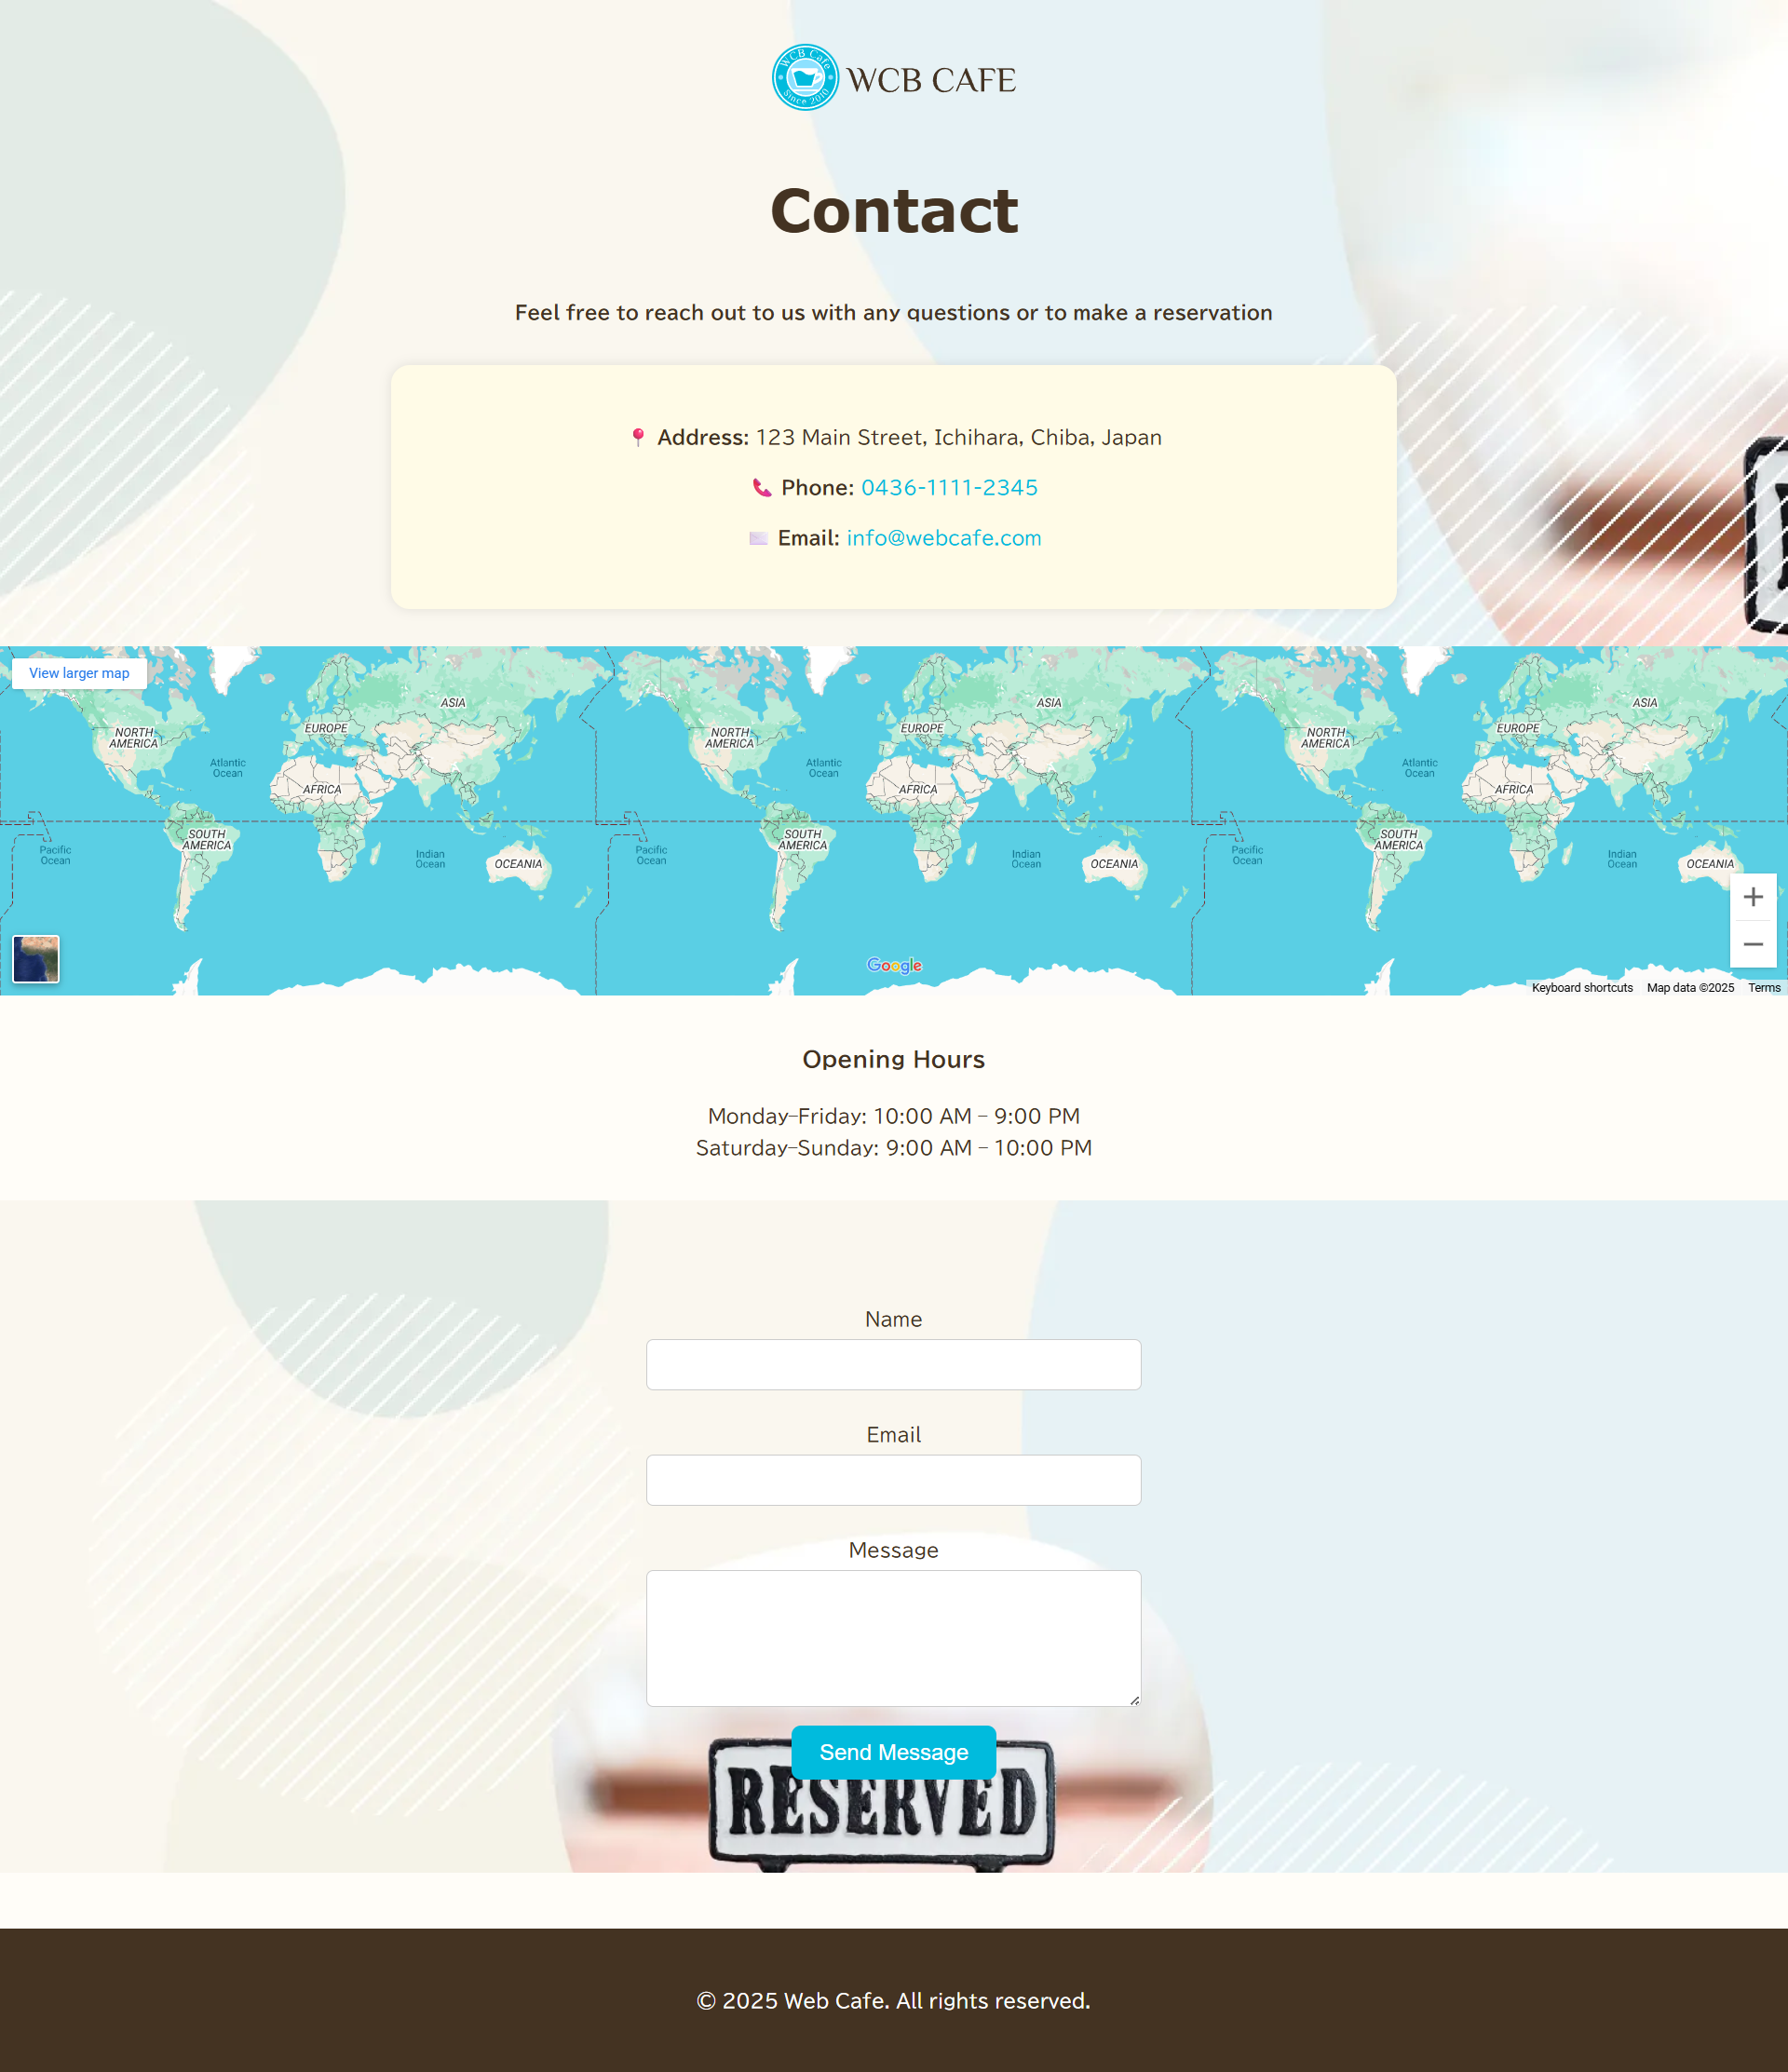 WCB Cafe
Since 2010
WCB CAFE
Contact
Feel free to reach out to us with any questions or to make a reservation
📍 Address: 123 Main Street, Ichihara, Chiba, Japan
📞 Phone: 0436-1111-2345
✉️ Email: info@webcafe.com
View larger map
ASIA ASIA ASIA
EUROPE EUROPE EUROPE
NORTH AMERICA NORTH AMERICA NORTH AMERICA
Atlantic Ocean Atlantic Ocean Atlantic Ocean
AFRICA AFRICA AFRICA
SOUTH AMERICA SOUTH AMERICA SOUTH AMERICA
Pacific Ocean Indian Ocean Pacific Ocean Indian Ocean Pacific Ocean Indian Ocean
OCEANIA OCEANIA OCEANIA
Google
Keyboard shortcuts Map data ©2025 Terms
Opening Hours
Monday–Friday: 10:00 AM – 9:00 PM
Saturday–Sunday: 9:00 AM – 10:00 PM
Name
Email
Message
Send Message
RESERVED
© 2025 Web Cafe. All rights reserved.